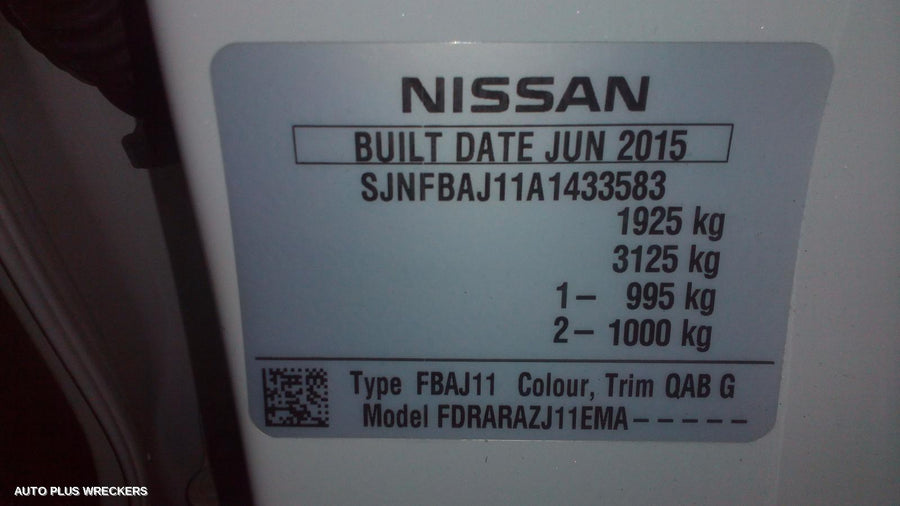 NISSAN
BUILT DATE JUN 2015
SJNFBAJ11A1433583
1925 kg
3125 kg
1– 995 kg
2– 1000 kg
Type FBAJ11 Colour, Trim QAB G
Model FDRARAZJ11EMA–––––
AUTO PLUS WRECKERS